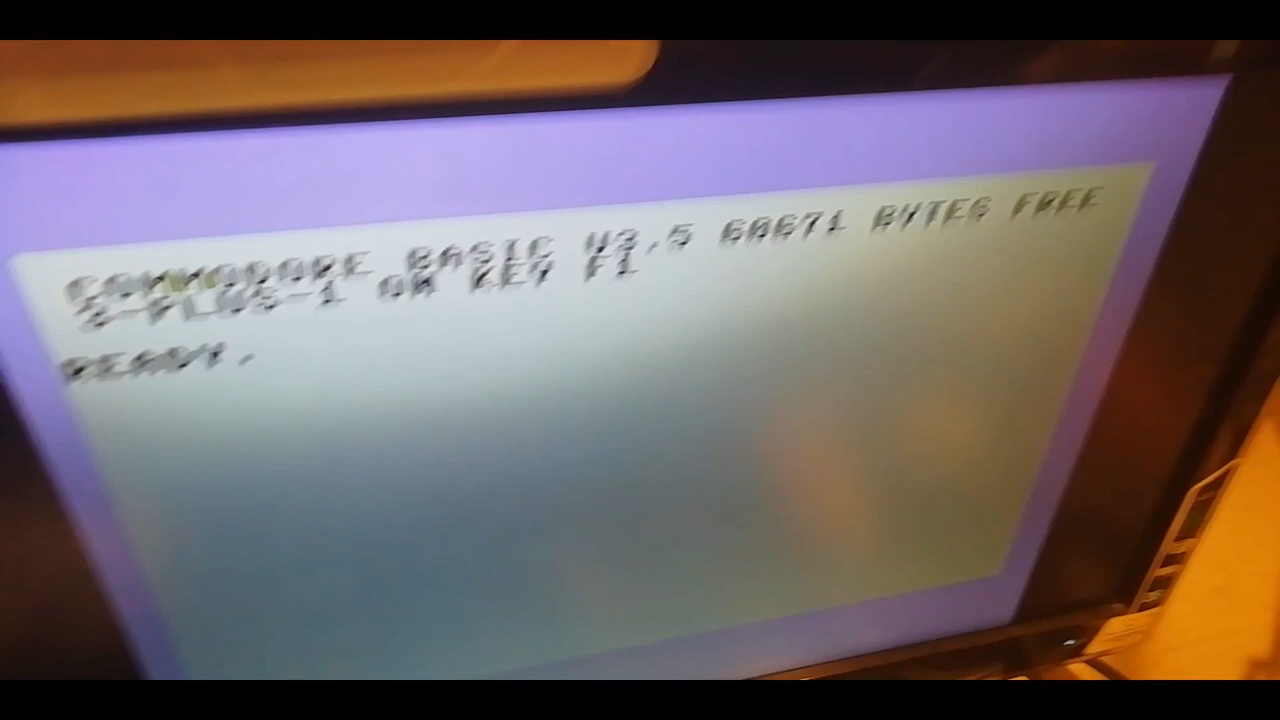 COMMODORE BASIC V3.5 60671 BYTES FREE
3-PLUS-1 ON KEY F1
READY.